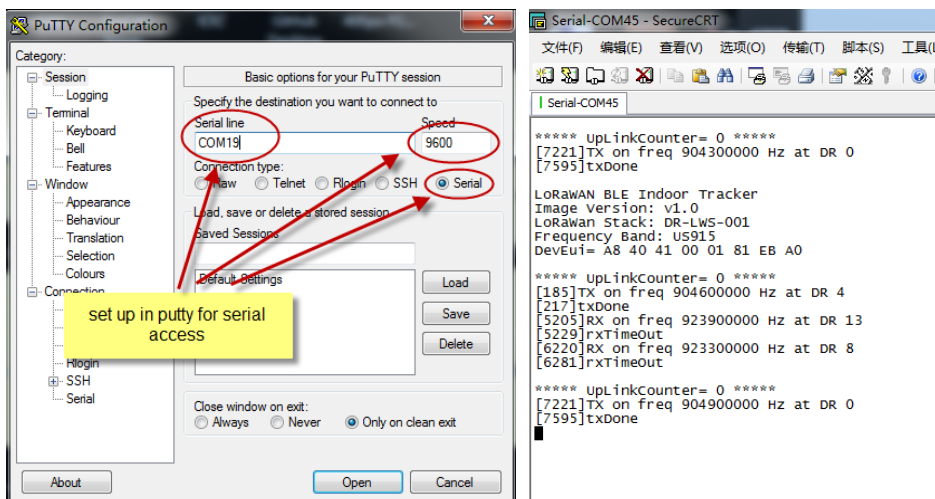 PuTTY Configuration
Category:
Session
Logging
Terminal
Keyboard
Bell
Features
Window
Appearance
Behaviour
Translation
Selection
Colours
Connection
Rlogin
SSH
Serial
Basic options for your PuTTY session
Specify the destination you want to connect to
Serial line Speed
COM19 9600
Connection type:
Raw Telnet Rlogin SSH Serial
Load, save or delete a stored session
Saved Sessions
Default Settings
Load
Save
Delete
set up in putty for serial
access
Close window on exit:
Always Never Only on clean exit
About Open Cancel
Serial-COM45 - SecureCRT
文件(F) 编辑(E) 查看(V) 选项(O) 传输(T) 脚本(S) 工具(L
Serial-COM45
***** UpLinkCounter= 0 *****
[7221]TX on freq 904300000 Hz at DR 0
[7595]txDone
LoRaWAN BLE Indoor Tracker
Image Version: v1.0
LoRaWan Stack: DR-LWS-001
Frequency Band: US915
DevEui= A8 40 41 00 01 81 EB A0
***** UpLinkCounter= 0 *****
[185]TX on freq 904600000 Hz at DR 4
[217]txDone
[5205]RX on freq 923900000 Hz at DR 13
[5229]rxTimeOut
[6220]RX on freq 923300000 Hz at DR 8
[6281]rxTimeOut
***** UpLinkCounter= 0 *****
[7221]TX on freq 904900000 Hz at DR 0
[7595]txDone